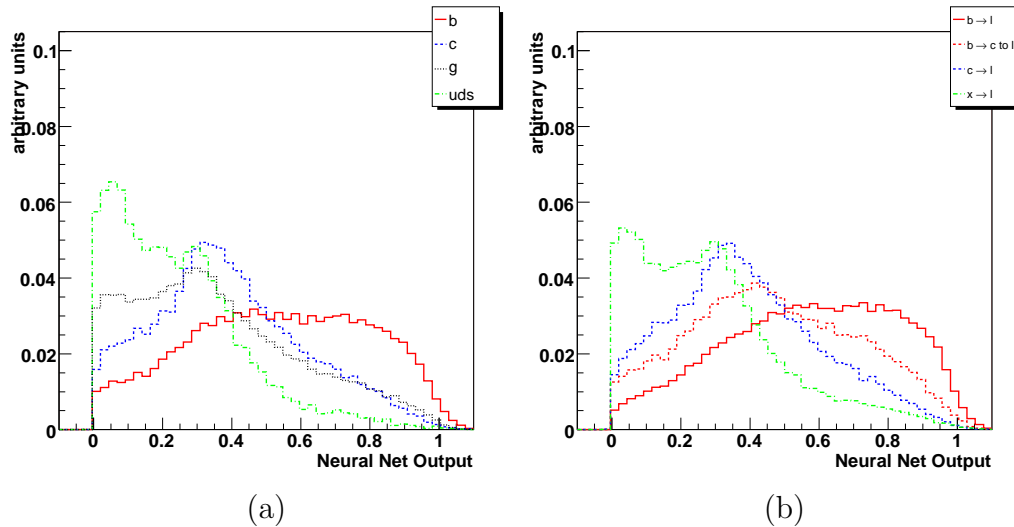 arbitrary units
0.1
0.08
0.06
0.04
0.02
0
0 0.2 0.4 0.6 0.8 1
Neural Net Output
b
c
g
uds
(a)
arbitrary units
0.1
0.08
0.06
0.04
0.02
0
0 0.2 0.4 0.6 0.8 1
Neural Net Output
b → l
b → c to l
c → l
x → l
(b)